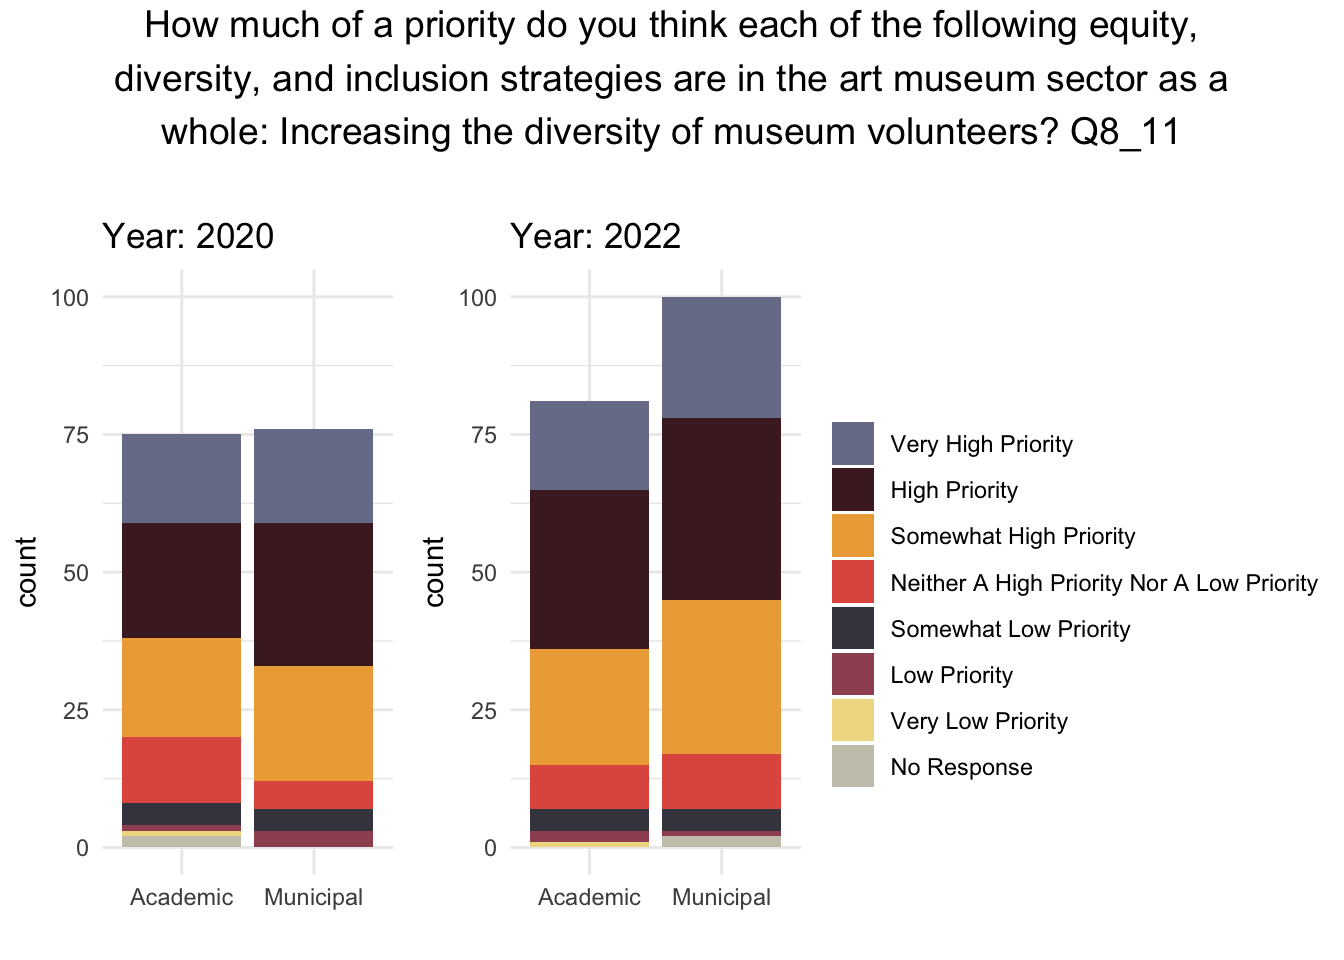 How much of a priority do you think each of the following equity,
diversity, and inclusion strategies are in the art museum sector as a
whole: Increasing the diversity of museum volunteers? Q8_11
Year: 2020
100
75
50
25
0
count
Academic Municipal
Year: 2022
100
75
50
25
0
count
Academic Municipal
Very High Priority
High Priority
Somewhat High Priority
Neither A High Priority Nor A Low Priority
Somewhat Low Priority
Low Priority
Very Low Priority
No Response